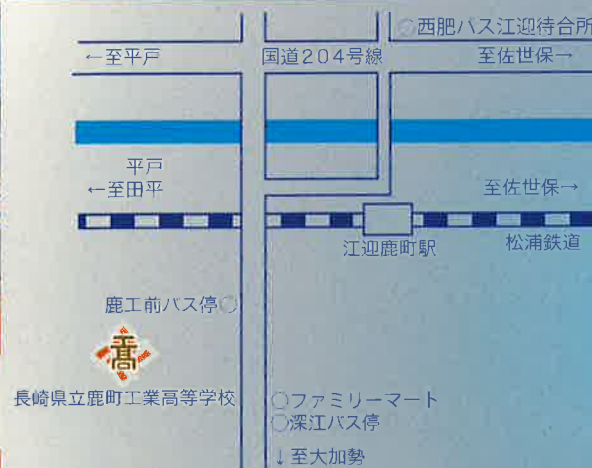 西肥バス江迎待合所
←至平戸
国道204号線
至佐世保→
平戸
←至田平
至佐世保→
江迎鹿町駅
松浦鉄道
鹿工前バス停
高
長崎県立鹿町工業高等学校
ファミリーマート
深江バス停
↓至大加勢